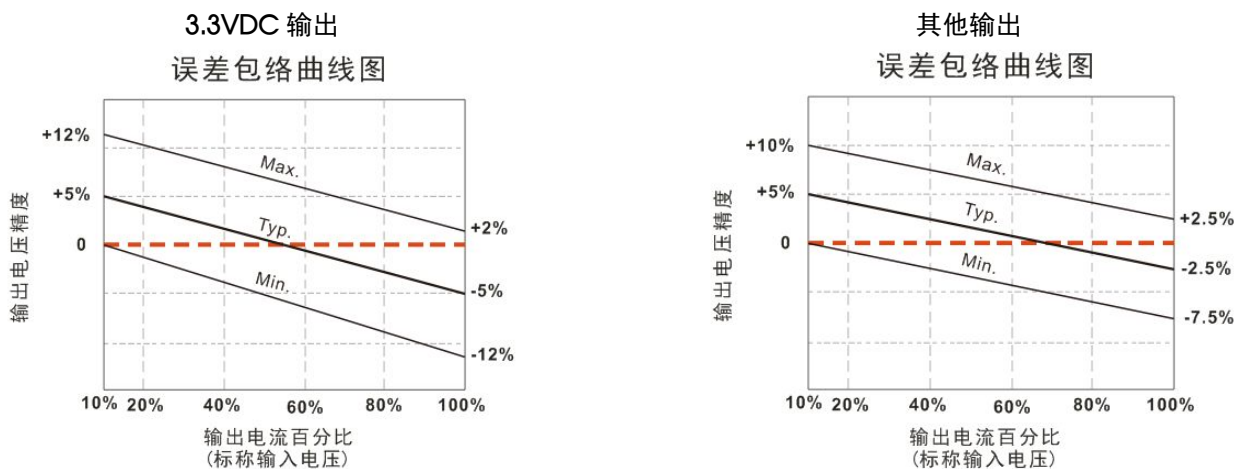 3.3VDC 输出
误差包络曲线图
+12%
+5%
0
Max.
Typ.
Min.
+2%
-5%
-12%
输出电压精度
10% 20% 40% 60% 80% 100%
输出电流百分比
(标称输入电压)
其他输出
误差包络曲线图
+10%
+5%
0
Max.
Typ.
Min.
+2.5%
-2.5%
-7.5%
输出电压精度
10% 20% 40% 60% 80% 100%
输出电流百分比
(标称输入电压)